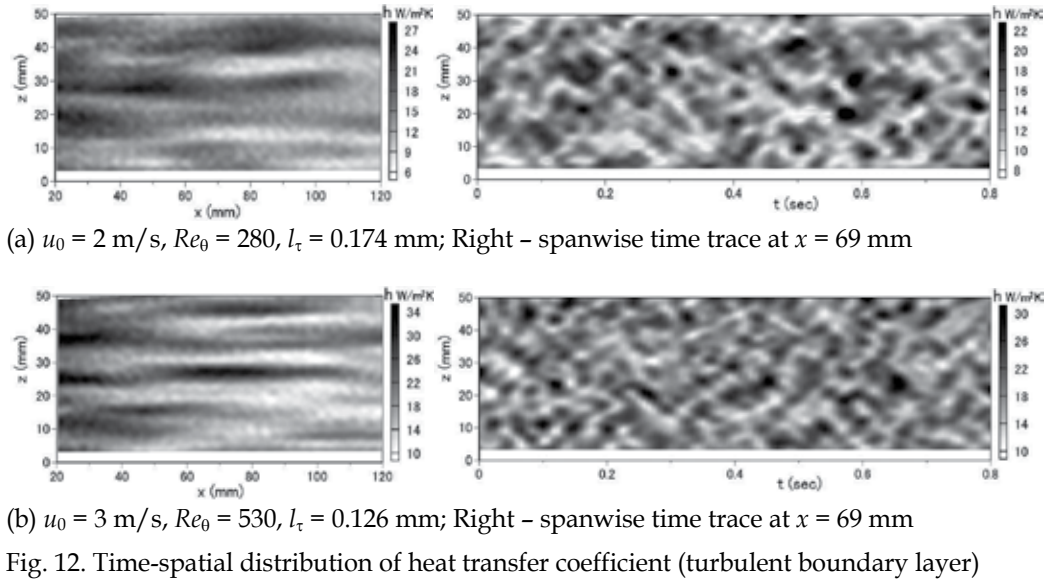 h W/m²K
50
40
30
20
10
0
z (mm)
27
24
21
18
15
12
9
6
20 40 60 80 100 120
x (mm)
h W/m²K
50
40
30
20
10
0
z (mm)
22
20
18
16
14
12
10
8
0 0.2 0.4 0.6 0.8
t (sec)
(a) u₀ = 2 m/s, Reθ = 280, lτ = 0.174 mm; Right – spanwise time trace at x = 69 mm
h W/m²K
50
40
30
20
10
0
z (mm)
34
30
26
22
18
14
10
20 40 60 80 100 120
x (mm)
h W/m²K
50
40
30
20
10
0
z (mm)
30
26
22
18
14
10
0 0.2 0.4 0.6 0.8
t (sec)
(b) u₀ = 3 m/s, Reθ = 530, lτ = 0.126 mm; Right – spanwise time trace at x = 69 mm
Fig. 12. Time-spatial distribution of heat transfer coefficient (turbulent boundary layer)